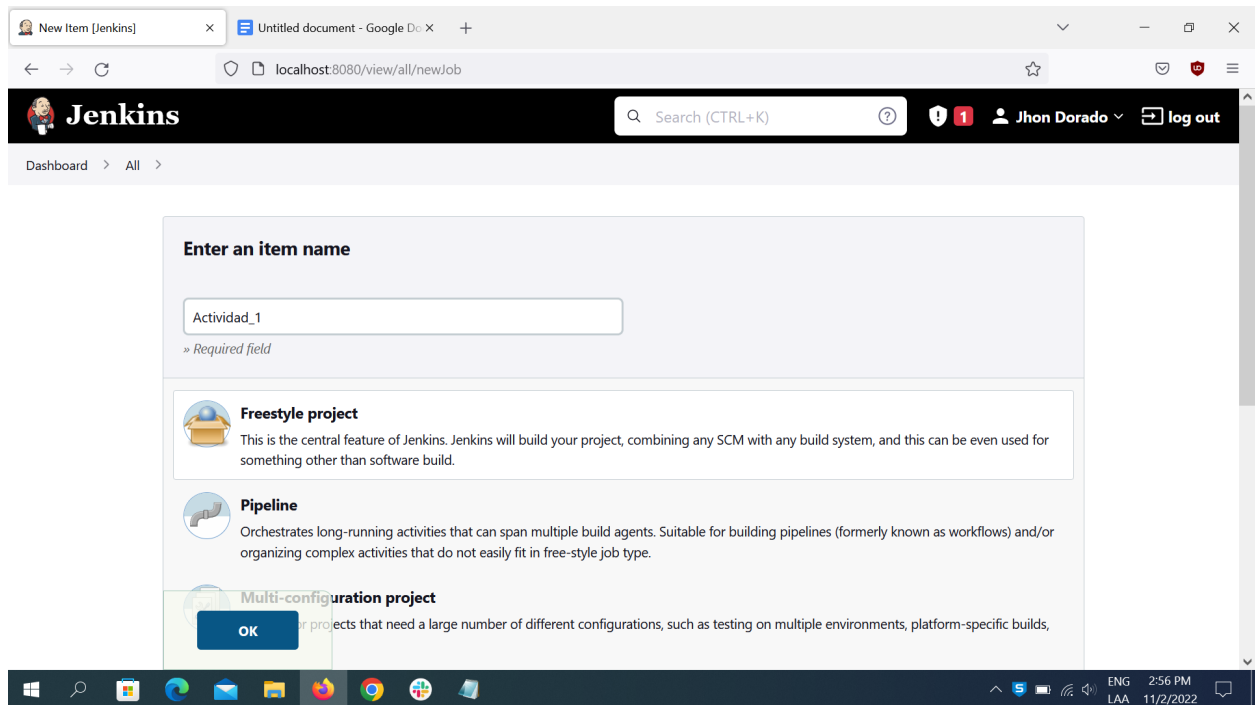 New Item [Jenkins]
Untitled document - Google Do
localhost:8080/view/all/newJob
Jenkins
Search (CTRL+K)
1
Jhon Dorado
log out
Dashboard
All
Enter an item name
Actividad_1
» Required field
Freestyle project
This is the central feature of Jenkins. Jenkins will build your project, combining any SCM with any build system, and this can be even used for
something other than software build.
Pipeline
Orchestrates long-running activities that can span multiple build agents. Suitable for building pipelines (formerly known as workflows) and/or
organizing complex activities that do not easily fit in free-style job type.
Multi-configuration project
projects that need a large number of different configurations, such as testing on multiple environments, platform-specific builds,
OK
ENG
LAA
2:56 PM
11/2/2022